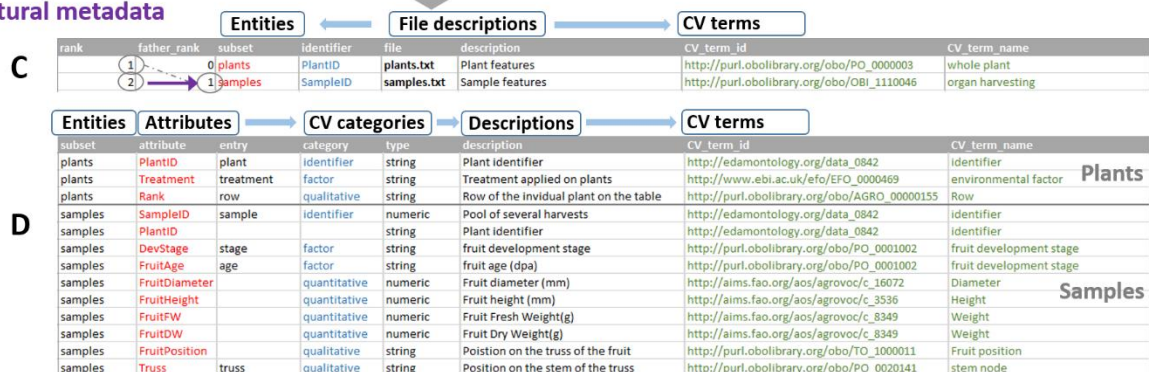 tural metadata
Entities File descriptions CV terms
C
rank father_rank subset identifier file description CV_term_id CV_term_name
1 0 plants PlantID plants.txt Plant features http://purl.obolibrary.org/obo/PO_0000003 whole plant
2 1 samples SampleID samples.txt Sample features http://purl.obolibrary.org/obo/OBI_1110046 organ harvesting
Entities Attributes CV categories Descriptions CV terms
subset attribute entry category type description CV_term_id CV_term_name
plants PlantID plant identifier string Plant identifier http://edamontology.org/data_0842 identifier
plants Treatment treatment factor string Treatment applied on plants http://www.ebi.ac.uk/efo/EFO_0000469 environmental factor
Plants
plants Rank row qualitative string Row of the invidual plant on the table http://purl.obolibrary.org/obo/AGRO_00000155 Row
D
samples SampleID sample identifier numeric Pool of several harvests http://edamontology.org/data_0842 identifier
samples PlantID string Plant identifier http://edamontology.org/data_0842 identifier
samples DevStage stage factor string fruit development stage http://purl.obolibrary.org/obo/PO_0001002 fruit development stage
samples FruitAge age factor string fruit age (dpa) http://purl.obolibrary.org/obo/PO_0001002 fruit development stage
samples FruitDiameter quantitative numeric Fruit diameter (mm) http://aims.fao.org/aos/agrovoc/c_16072 Diameter
Samples
samples FruitHeight quantitative numeric Fruit height (mm) http://aims.fao.org/aos/agrovoc/c_3536 Height
samples FruitFW quantitative numeric Fruit Fresh Weight(g) http://aims.fao.org/aos/agrovoc/c_8349 Weight
samples FruitDW quantitative numeric Fruit Dry Weight(g) http://aims.fao.org/aos/agrovoc/c_8349 Weight
samples FruitPosition qualitative string Poistion on the truss of the fruit http://purl.obolibrary.org/obo/TO_1000011 Fruit position
samples Truss truss qualitative string Position on the stem of the truss http://purl.obolibrary.org/obo/PO_0020141 stem node